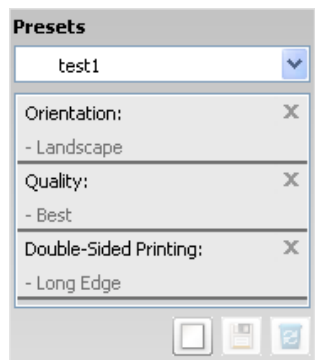 Presets
test1
Orientation:
- Landscape
Quality:
- Best
Double-Sided Printing:
- Long Edge